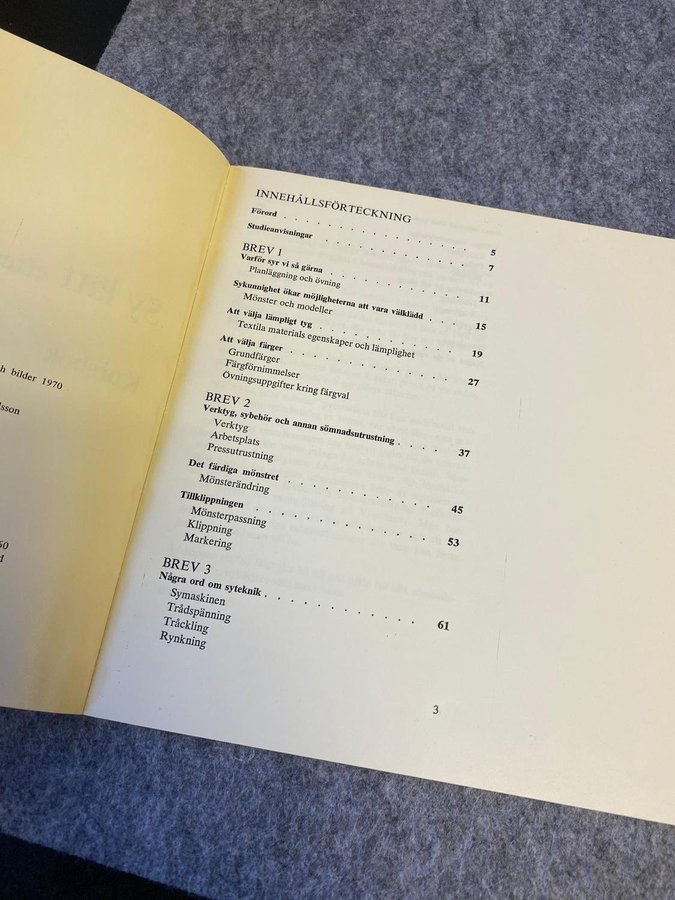 h bilder 1970
sson
60
d
INNEHÅLLSFÖRTECKNING
Förord . . . . . . . . . . . . . . . 5
Studieanvisningar . . . . . . . . . . . . 7
BREV 1
Varför syr vi så gärna . . . . . . . . . . . 11
Planläggning och övning
Sykunnighet ökar möjligheterna att vara välklädd . . . . 15
Mönster och modeller
Att välja lämpligt tyg . . . . . . . . . . . 19
Textila materials egenskaper och lämplighet
Att välja färger . . . . . . . . . . . . . 27
Grundfärger
Färgförnimmelser
Övningsuppgifter kring färgval
BREV 2
Verktyg, sybehör och annan sömnadsutrustning . . . . . 37
Verktyg
Arbetsplats
Pressutrustning
Det färdiga mönstret . . . . . . . . . . . 45
Mönsterändring
Tillklippningen . . . . . . . . . . . . . 53
Mönsterpassning
Klippning
Markering
BREV 3
Några ord om syteknik . . . . . . . . . . . 61
Symaskinen
Trådspänning
Tråckling
Rynkning
3